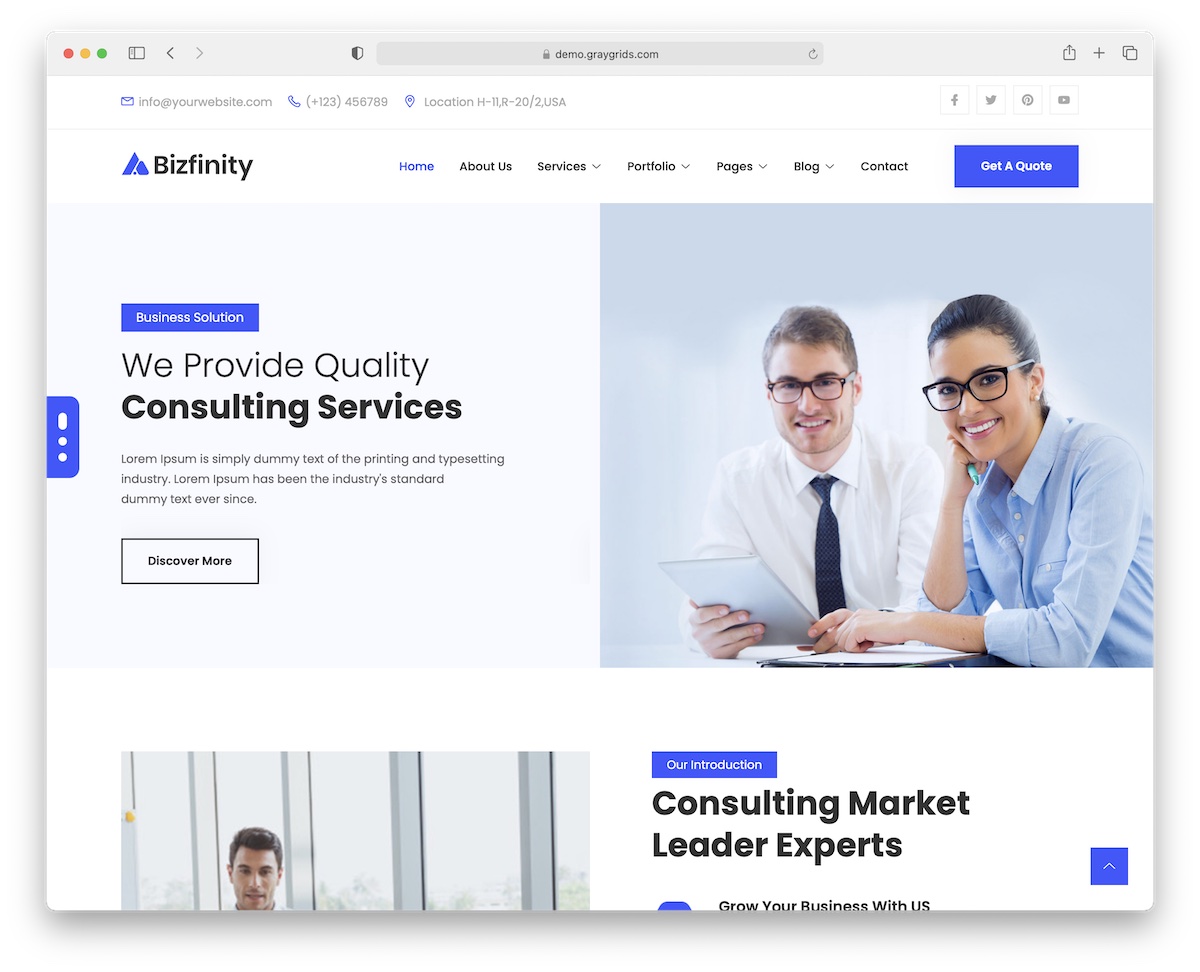 demo.graygrids.com
info@yourwebsite.com (+123) 456789 Location H-11,R-20/2,USA
Bizfinity
Home About Us Services Portfolio Pages Blog Contact Get A Quote
Business Solution
We Provide Quality
Consulting Services
Lorem Ipsum is simply dummy text of the printing and typesetting
industry. Lorem Ipsum has been the industry's standard
dummy text ever since.
Discover More
Our Introduction
Consulting Market
Leader Experts
Grow Your Business With US